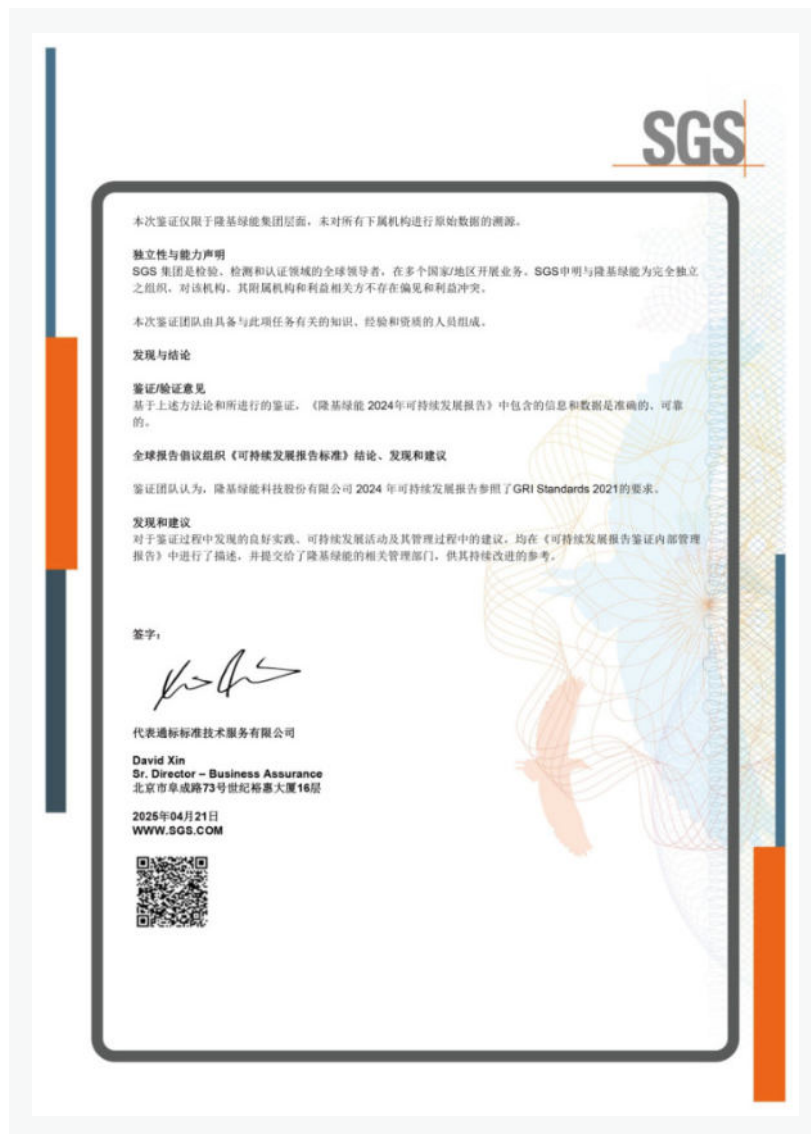 SGS
本次鉴证仅限于隆基绿能集团层面，未对所有下属机构进行原始数据的溯源。
独立性与能力声明
SGS 集团是检验、检测和认证领域的全球领导者，在多个国家/地区开展业务。SGS申明与隆基绿能为完全独立
之组织，对该机构、其附属机构和利益相关方不存在偏见和利益冲突。
本次鉴证团队由具备与此项任务有关的知识、经验和资质的人员组成。
发现与结论
鉴证/验证意见
基于上述方法论和所进行的鉴证，《隆基绿能 2024年可持续发展报告》中包含的信息和数据是准确的、可靠
的。
全球报告倡议组织《可持续发展报告标准》结论、发现和建议
鉴证团队认为，隆基绿能科技股份有限公司 2024 年可持续发展报告参照了GRI Standards 2021的要求。
发现和建议
对于鉴证过程中发现的良好实践、可持续发展活动及其管理过程中的建议，均在《可持续发展报告鉴证内部管理
报告》中进行了描述，并提交给了隆基绿能的相关管理部门，供其持续改进的参考。
签字：
代表通标标准技术服务有限公司
David Xin
Sr. Director – Business Assurance
北京市阜成路73号世纪裕惠大厦16层
2025年04月21日
WWW.SGS.COM